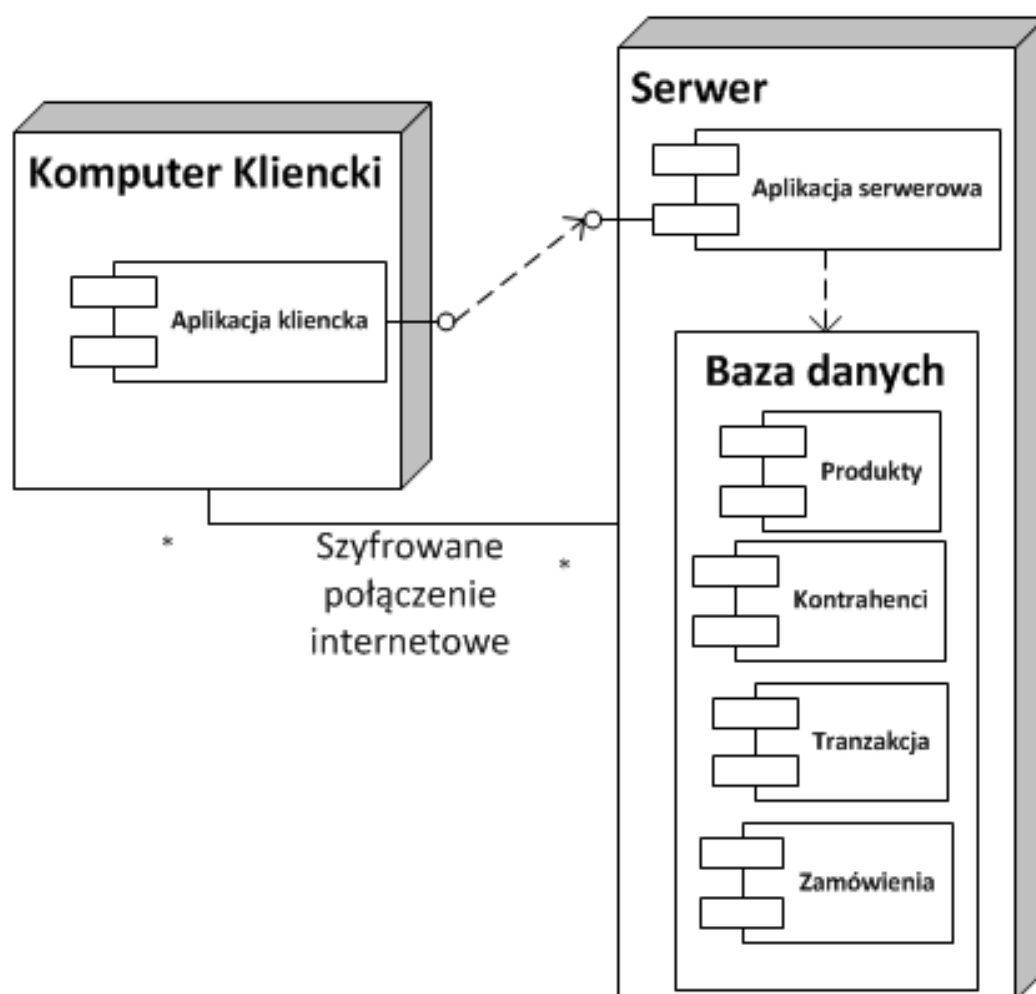 Serwer
Aplikacja serwerowa
Komputer Kliencki
Aplikacja kliencka
Baza danych
Produkty
Kontrahenci
Tranzakcja
Zamówienia
*
Szyfrowane
połączenie
internetowe
*